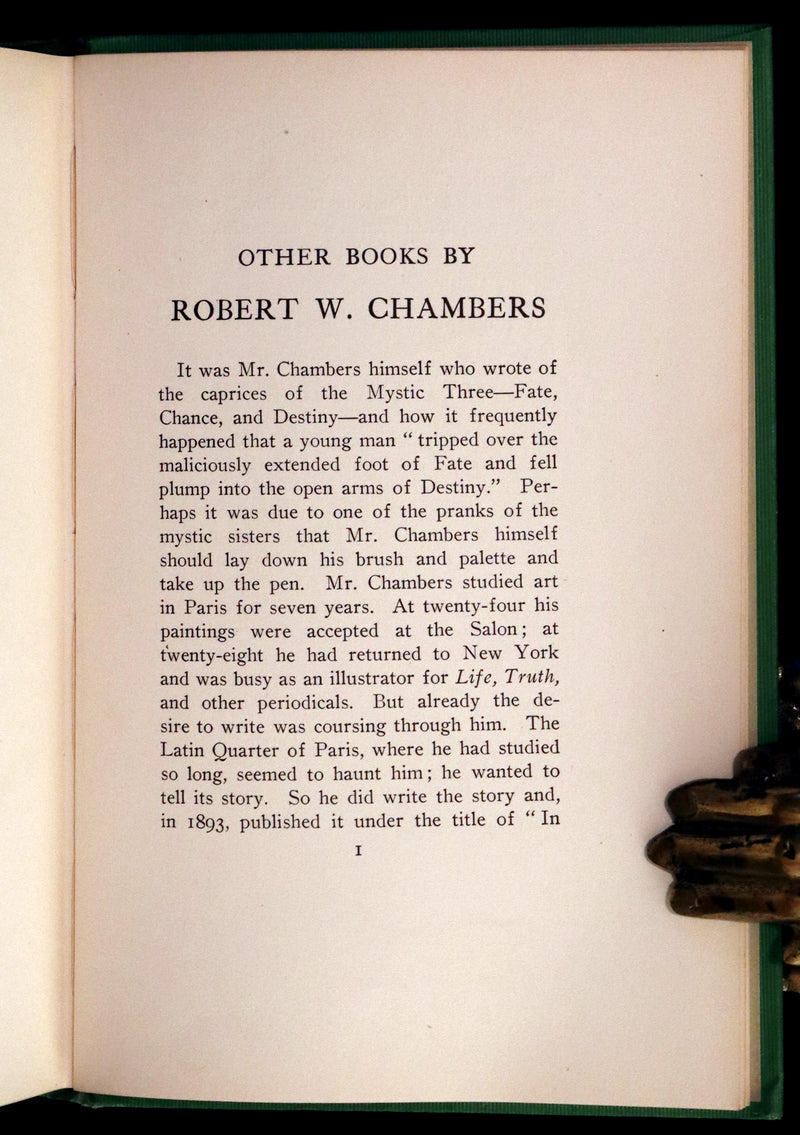 OTHER BOOKS BY
ROBERT W. CHAMBERS
It was Mr. Chambers himself who wrote of
the caprices of the Mystic Three—Fate,
Chance, and Destiny—and how it frequently
happened that a young man “ tripped over the
maliciously extended foot of Fate and fell
plump into the open arms of Destiny.” Per-
haps it was due to one of the pranks of the
mystic sisters that Mr. Chambers himself
should lay down his brush and palette and
take up the pen. Mr. Chambers studied art
in Paris for seven years. At twenty-four his
paintings were accepted at the Salon; at
twenty-eight he had returned to New York
and was busy as an illustrator for Life, Truth,
and other periodicals. But already the de-
sire to write was coursing through him. The
Latin Quarter of Paris, where he had studied
so long, seemed to haunt him; he wanted to
tell its story. So he did write the story and,
in 1893, published it under the title of “ In
1